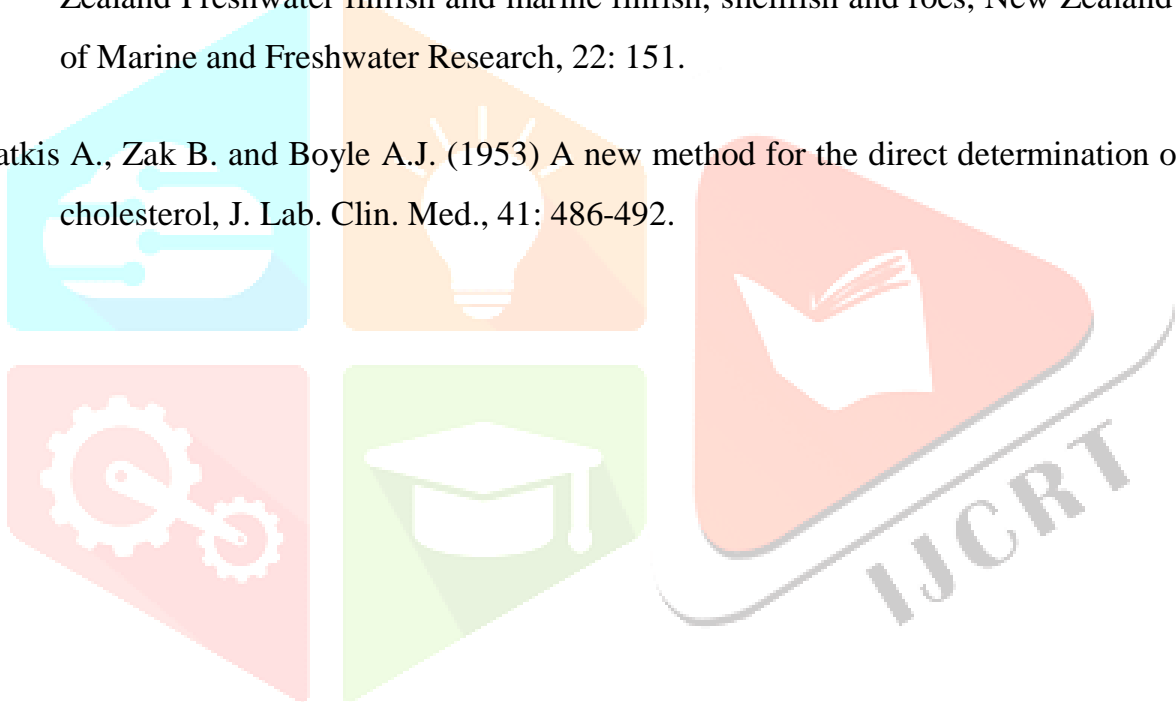 Zealand Freshwater finfish and marine finfish, shellfish and roes, New Zealand
of Marine and Freshwater Research, 22: 151.
atkis A., Zak B. and Boyle A.J. (1953) A new method for the direct determination o
cholesterol, J. Lab. Clin. Med., 41: 486-492.
IJCRT